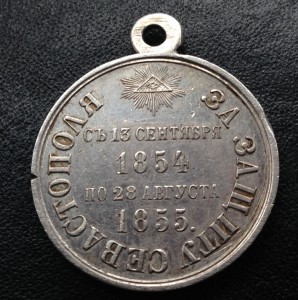 ЗА ЗАЩИТУ СЕВАСТОПОЛЯ
СЪ 13 СЕНТЯБРЯ
1854
ПО 28 АВГУСТА
1855.